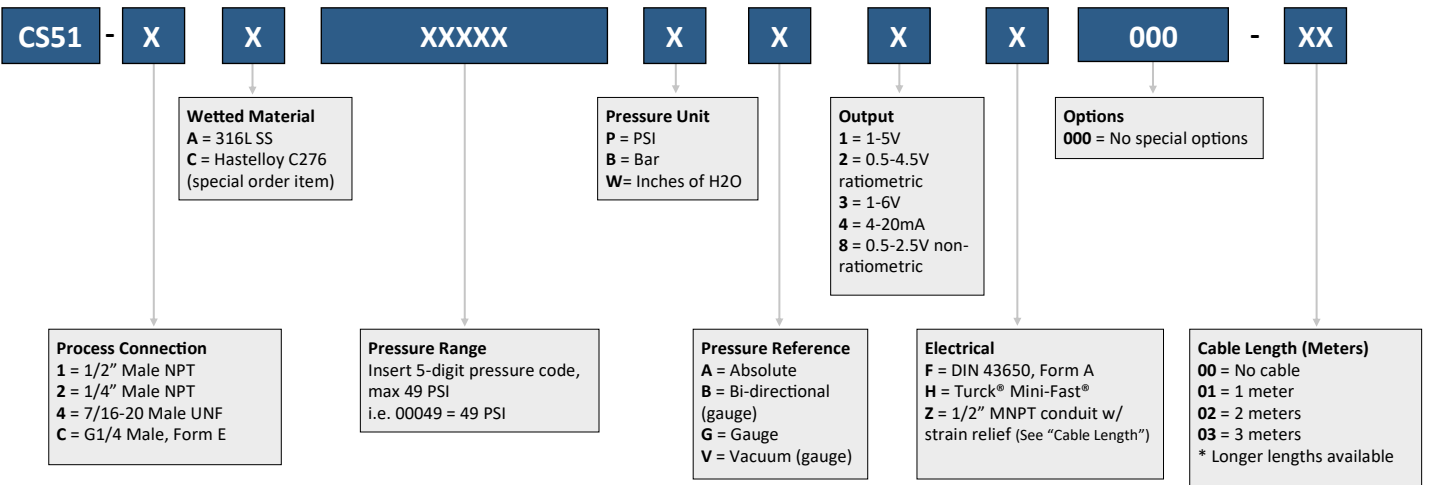 CS51 - X X XXXXX X X X X 000 - XX
Wetted Material
A = 316L SS
C = Hastelloy C276
(special order item)
Pressure Unit
P = PSI
B = Bar
W= Inches of H2O
Output
1 = 1-5V
2 = 0.5-4.5V
ratiometric
3 = 1-6V
4 = 4-20mA
8 = 0.5-2.5V non-
ratiometric
Options
000 = No special options
Process Connection
1 = 1/2” Male NPT
2 = 1/4” Male NPT
4 = 7/16-20 Male UNF
C = G1/4 Male, Form E
Pressure Range
Insert 5-digit pressure code,
max 49 PSI
i.e. 00049 = 49 PSI
Pressure Reference
A = Absolute
B = Bi-directional
(gauge)
G = Gauge
V = Vacuum (gauge)
Electrical
F = DIN 43650, Form A
H = Turck® Mini-Fast®
Z = 1/2” MNPT conduit w/
strain relief (See “Cable Length”)
Cable Length (Meters)
00 = No cable
01 = 1 meter
02 = 2 meters
03 = 3 meters
* Longer lengths available